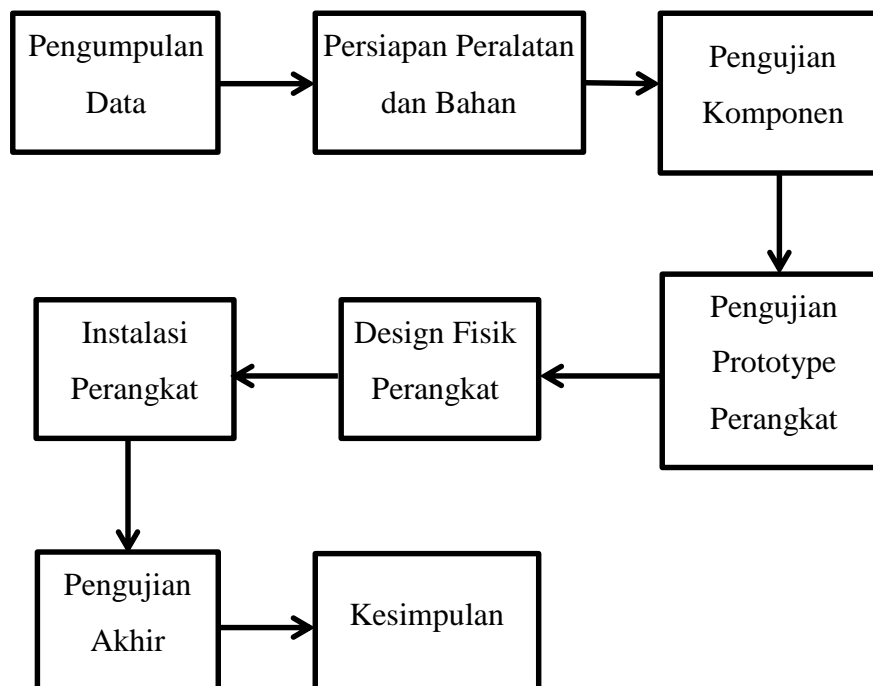 Pengumpulan
Data
Persiapan Peralatan
dan Bahan
Pengujian
Komponen
Pengujian
Prototype
Perangkat
Design Fisik
Perangkat
Instalasi
Perangkat
Pengujian
Akhir
Kesimpulan